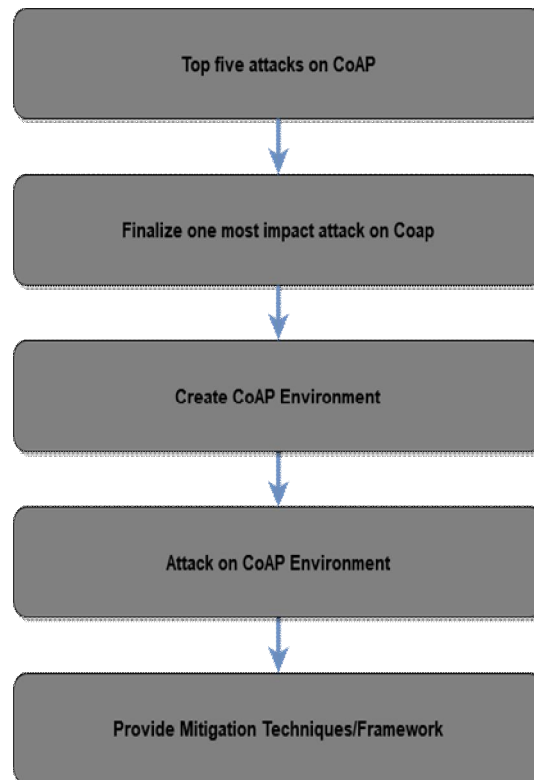 Top five attacks on CoAP
Finalize one most impact attack on Coap
Create CoAP Environment
Attack on CoAP Environment
Provide Mitigation Techniques/Framework